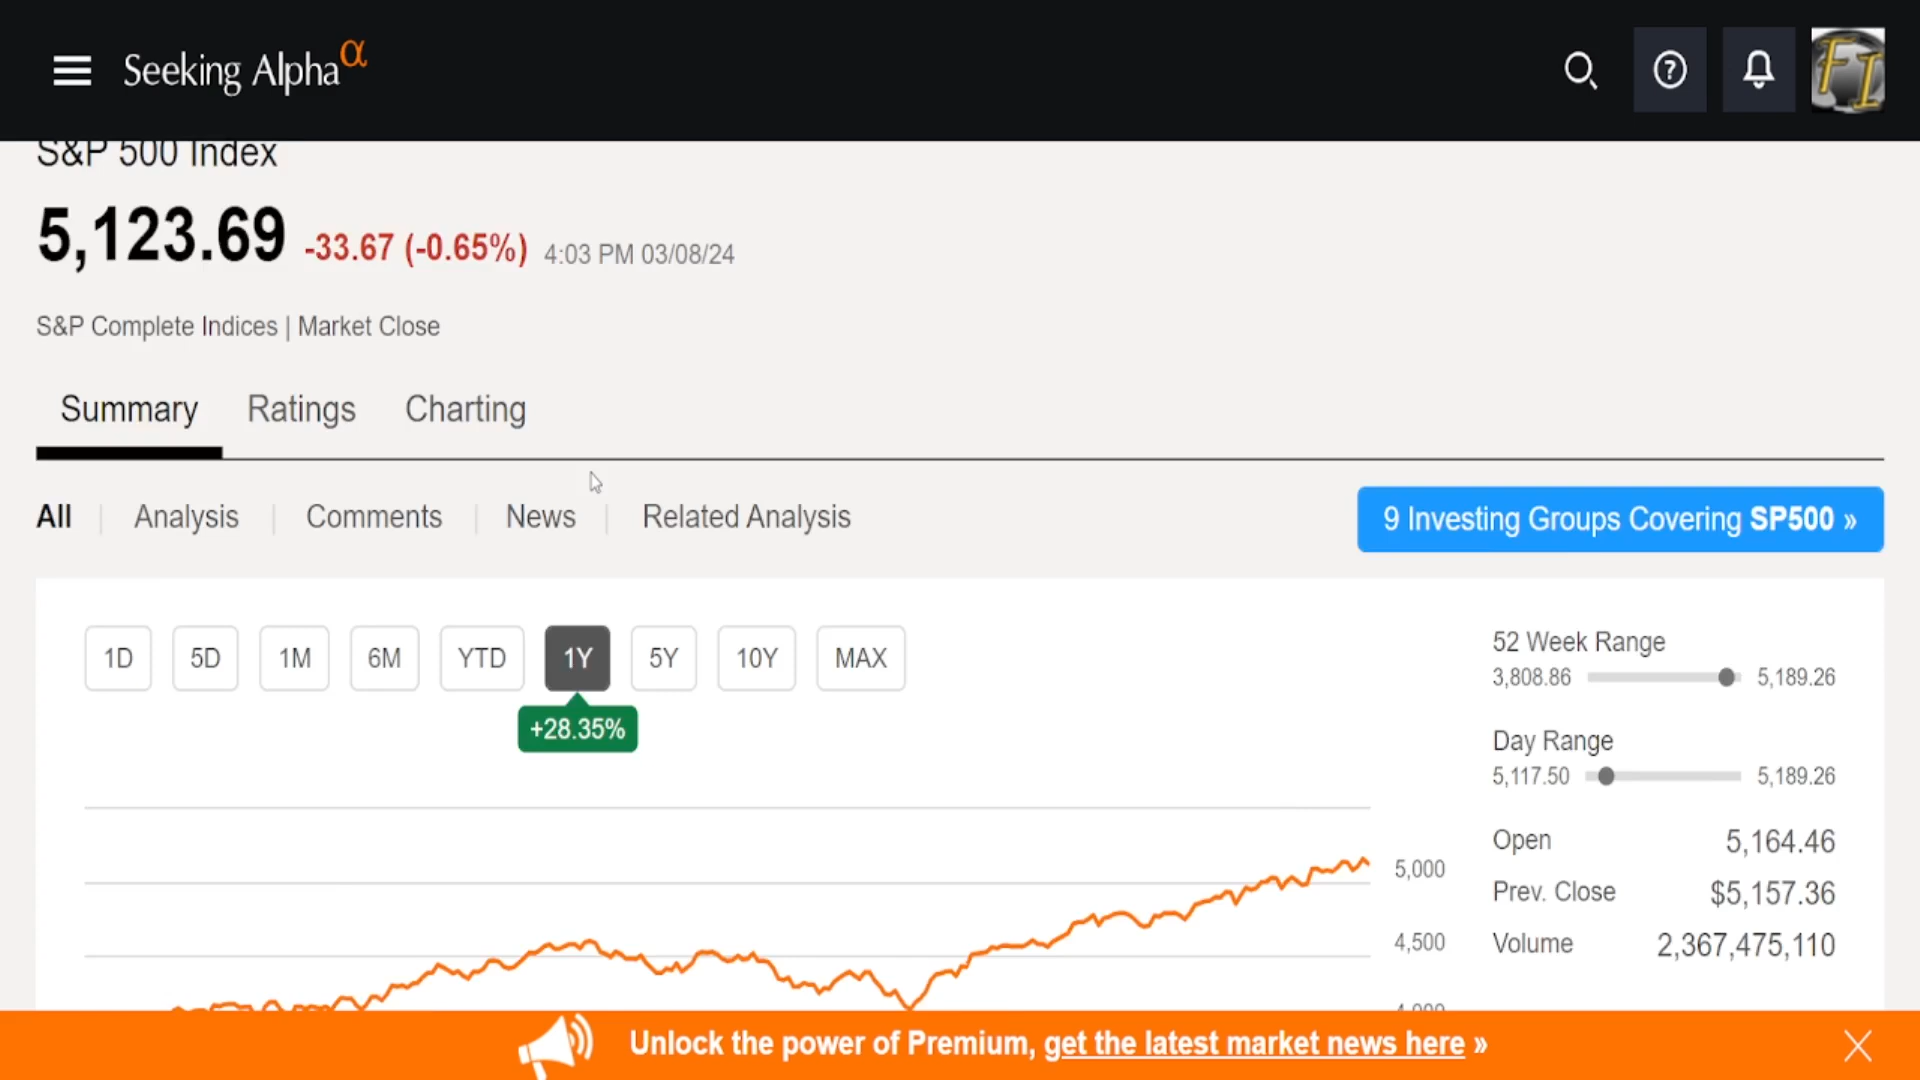 Seeking Alpha α
FI
S&P 500 Index
5,123.69 -33.67 (-0.65%) 4:03 PM 03/08/24
S&P Complete Indices | Market Close
Summary Ratings Charting
All Analysis Comments News Related Analysis
9 Investing Groups Covering SP500 »
1D 5D 1M 6M YTD 1Y 5Y 10Y MAX
+28.35%
52 Week Range
3,808.86 5,189.26
Day Range
5,117.50 5,189.26
Open 5,164.46
Prev. Close $5,157.36
Volume 2,367,475,110
5,000
4,500
4,000
Unlock the power of Premium, get the latest market news here »